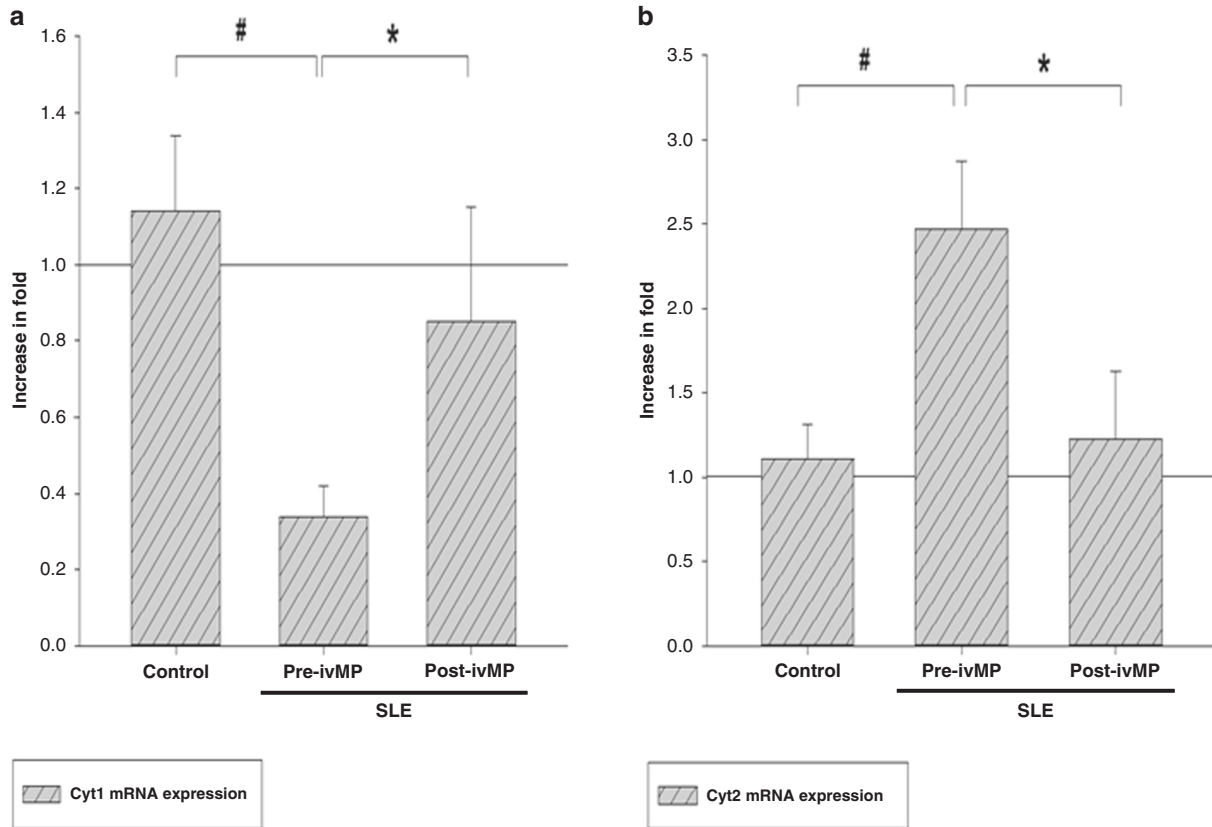 a
#
*
1.6
1.4
1.2
1.0
0.8
0.6
0.4
0.2
0.0
Increase in fold
Control
Pre-ivMP
Post-ivMP
SLE
Cyt1 mRNA expression
b
#
*
3.5
3.0
2.5
2.0
1.5
1.0
0.5
0.0
Increase in fold
Control
Pre-ivMP
Post-ivMP
SLE
Cyt2 mRNA expression